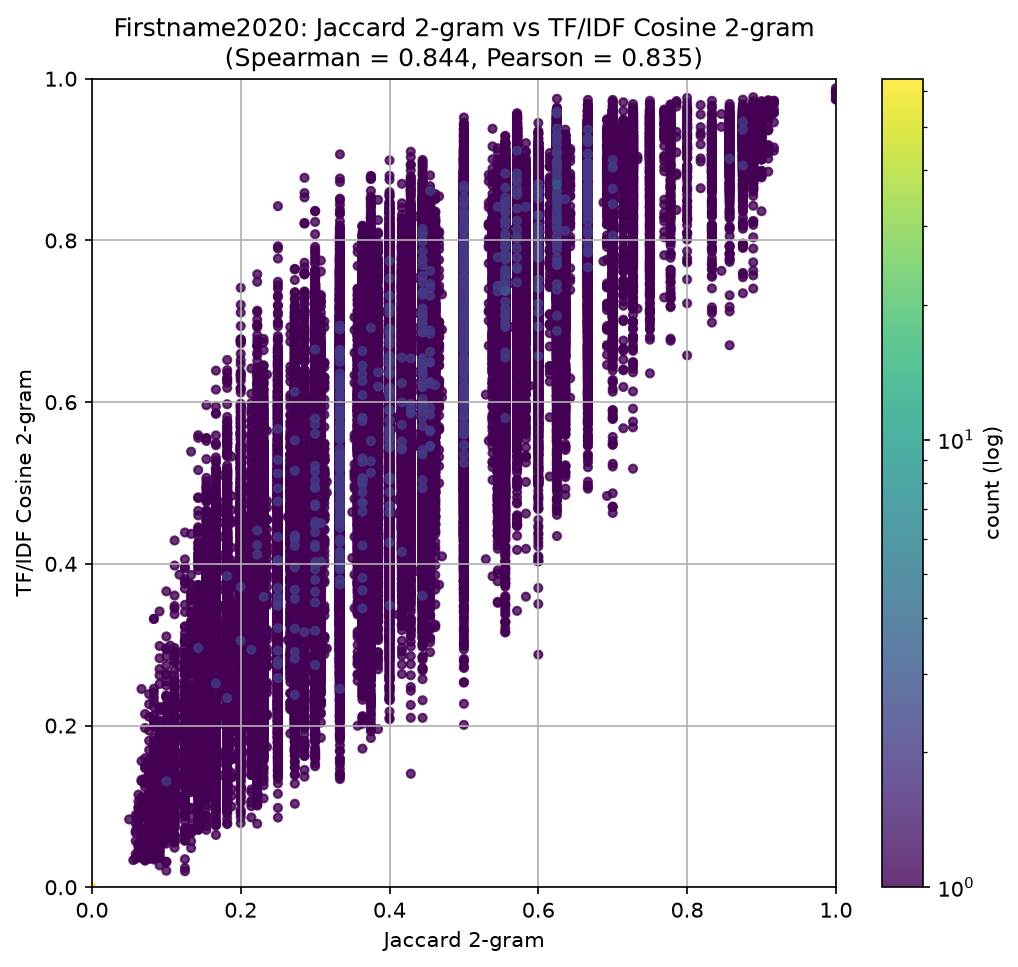 Firstname2020: Jaccard 2-gram vs TF/IDF Cosine 2-gram
(Spearman = 0.844, Pearson = 0.835)
1.0
0.8
0.6
0.4
0.2
0.0
TF/IDF Cosine 2-gram
0.0 0.2 0.4 0.6 0.8 1.0
Jaccard 2-gram
10¹
10⁰
count (log)